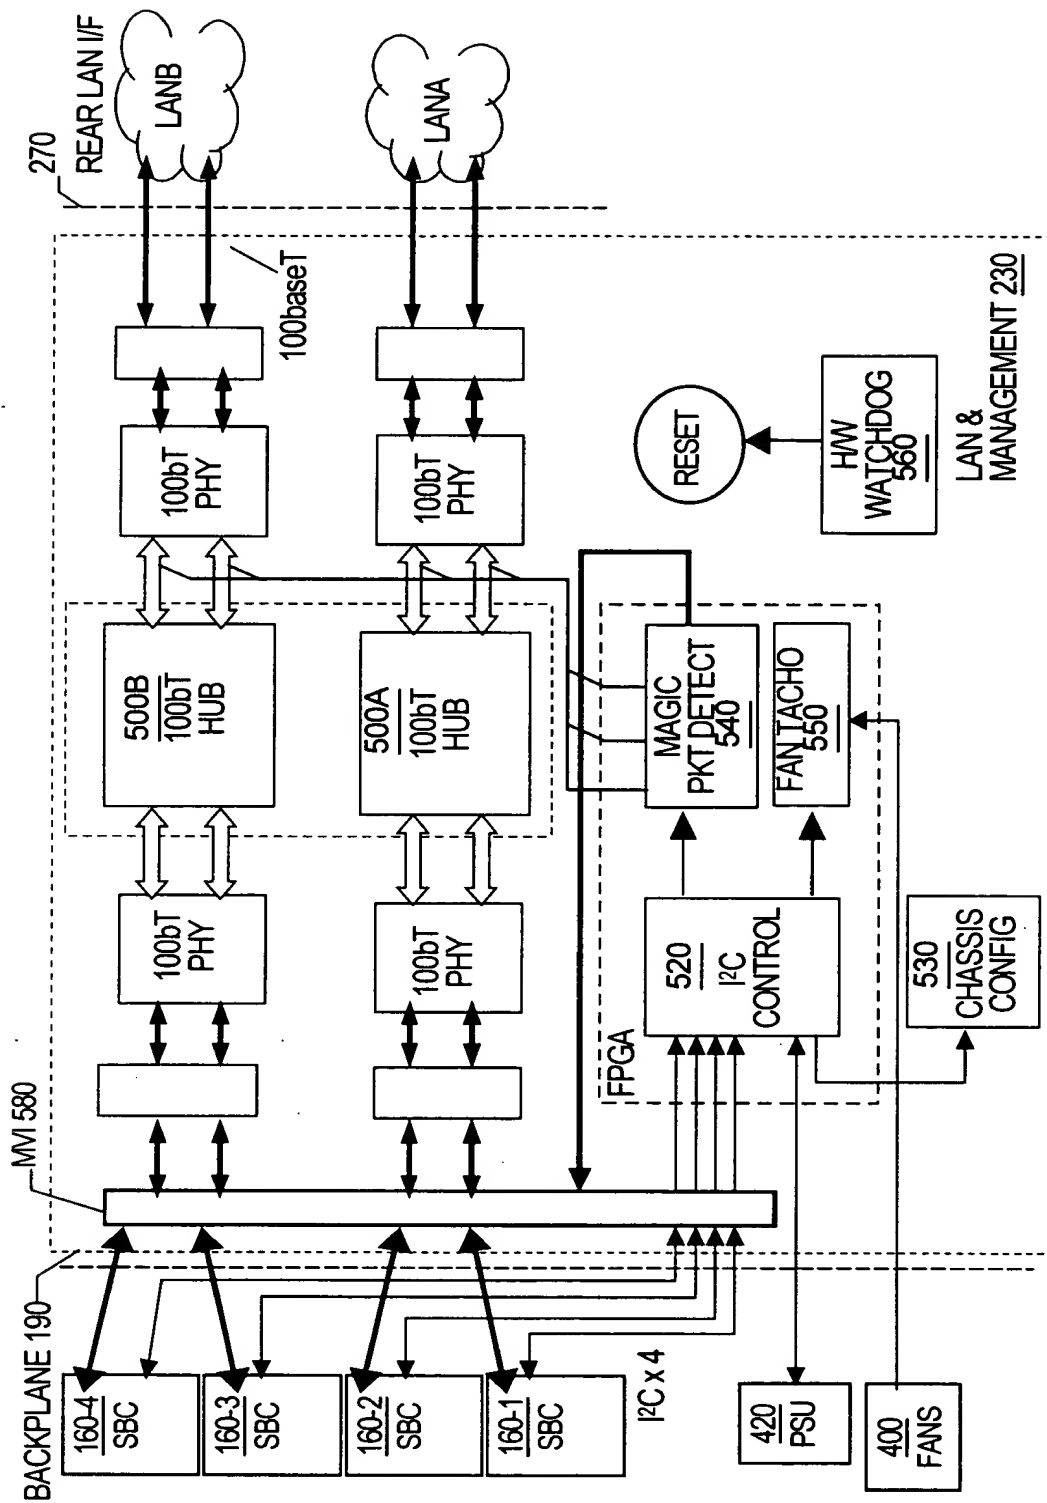 BACKPLANE 190
MVI 580
270
REAR LAN I/F
160-4
SBC
160-3
SBC
160-2
SBC
160-1
SBC
I²C x 4
420
PSU
400
FANS
100bT
PHY
500B
100bT
HUB
100bT
PHY
100baseT
LANB
100bT
PHY
500A
100bT
HUB
100bT
PHY
LANA
FPGA
520
I²C
CONTROL
MAGIC
PKT DETECT
540
FAN TACHO
550
530
CHASSIS
CONFIG
RESET
H/W
WATCHDOG
560
LAN &
MANAGEMENT 230